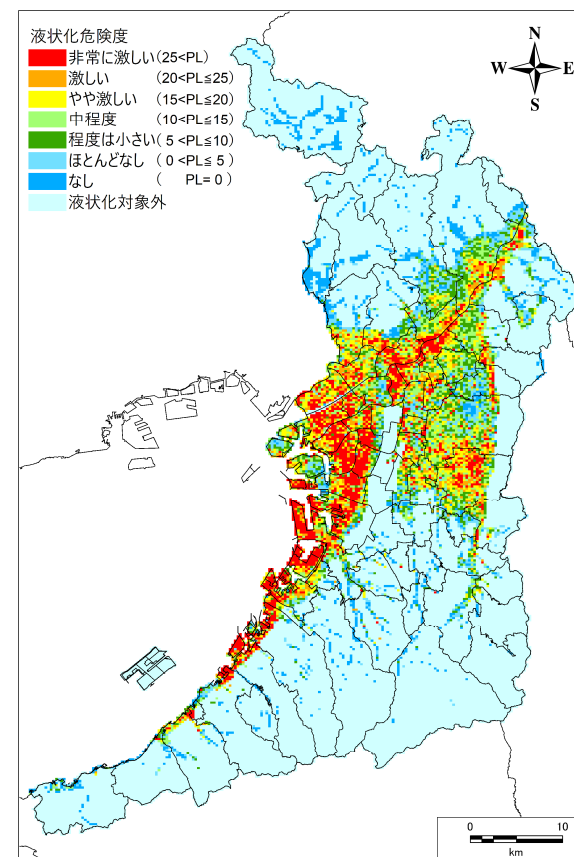 液状化危険度
非常に激しい (25<PL)
激しい (20<PL≦25)
やや激しい (15<PL≦20)
中程度 (10<PL≦15)
程度は小さい ( 5 <PL≦10)
ほとんどなし ( 0 <PL≦ 5 )
なし ( PL= 0 )
液状化対象外
N
W E
S
0 10
km